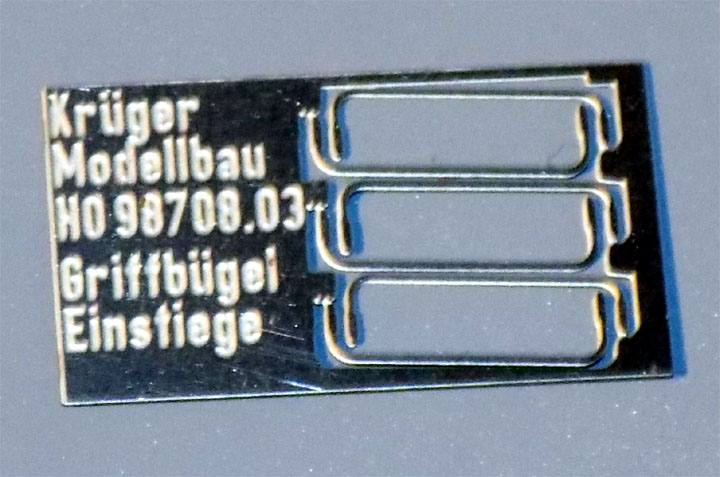 Krüger
Modellbau
H0 98708.03
Griffbügel
Einstiege